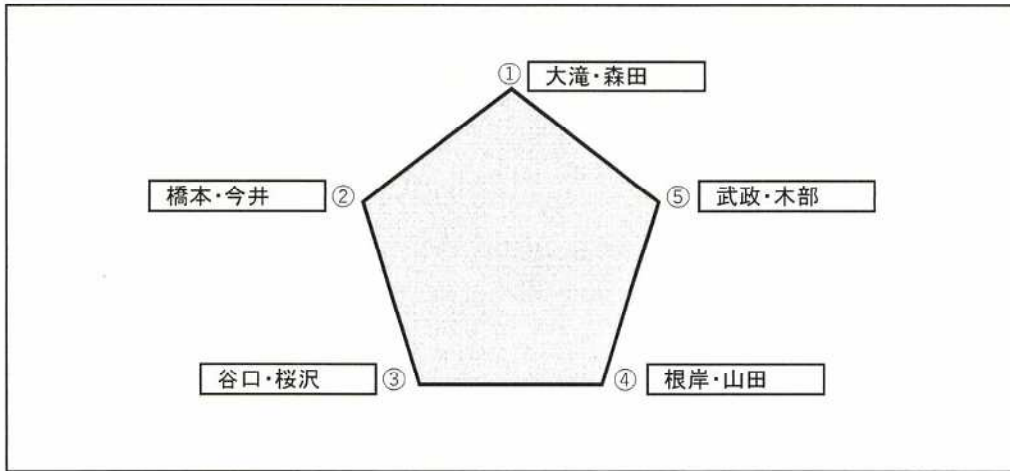 ① 大滝・森田
橋本・今井 ②
⑤ 武政・木部
谷口・桜沢 ③
④ 根岸・山田